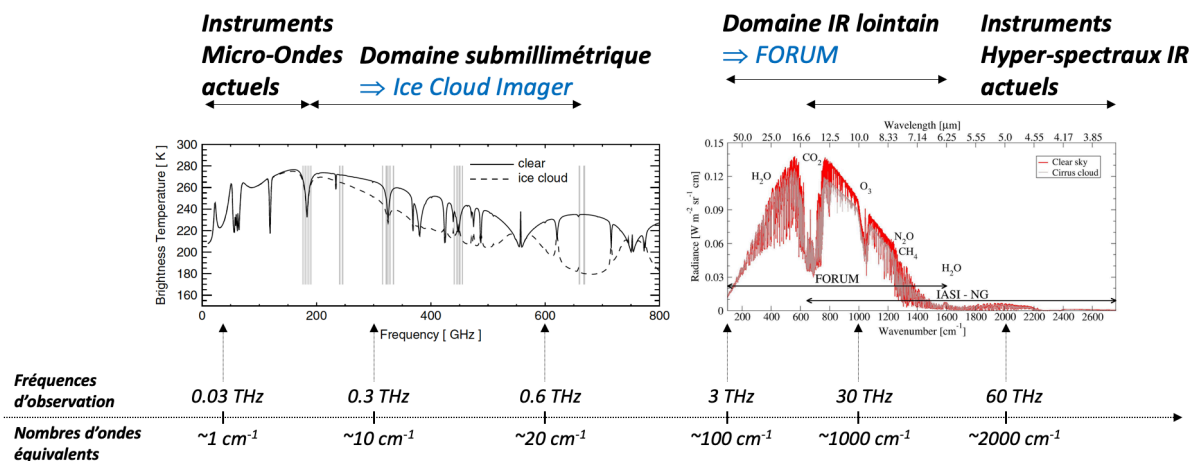 Instruments
Micro-Ondes
actuels
Domaine submillimétrique
⇒ Ice Cloud Imager
Domaine IR lointain
⇒ FORUM
Instruments
Hyper-spectraux IR
actuels
300
280
260
240
220
200
180
160
Brightness Temperature [ K ]
clear
ice cloud
0 200 400 600 800
Frequency [ GHz ]
Wavelength [μm]
50.0 25.0 16.6 12.5 10.0 8.33 7.14 6.25 5.55 5.0 4.55 4.17 3.85
0.15
0.12
0.09
0.06
0.03
0
Radiance [W m⁻² sr⁻¹ cm]
CO₂
H₂O
O₃
N₂O
CH₄
H₂O
Clear sky
Cirrus cloud
FORUM
IASI - NG
200 400 600 800 1000 1200 1400 1600 1800 2000 2200 2400 2600
Wavenumber [cm⁻¹]
Fréquences
d’observation
0.03 THz 0.3 THz 0.6 THz 3 THz 30 THz 60 THz
Nombres d’ondes
équivalents
~1 cm⁻¹ ~10 cm⁻¹ ~20 cm⁻¹ ~100 cm⁻¹ ~1000 cm⁻¹ ~2000 cm⁻¹